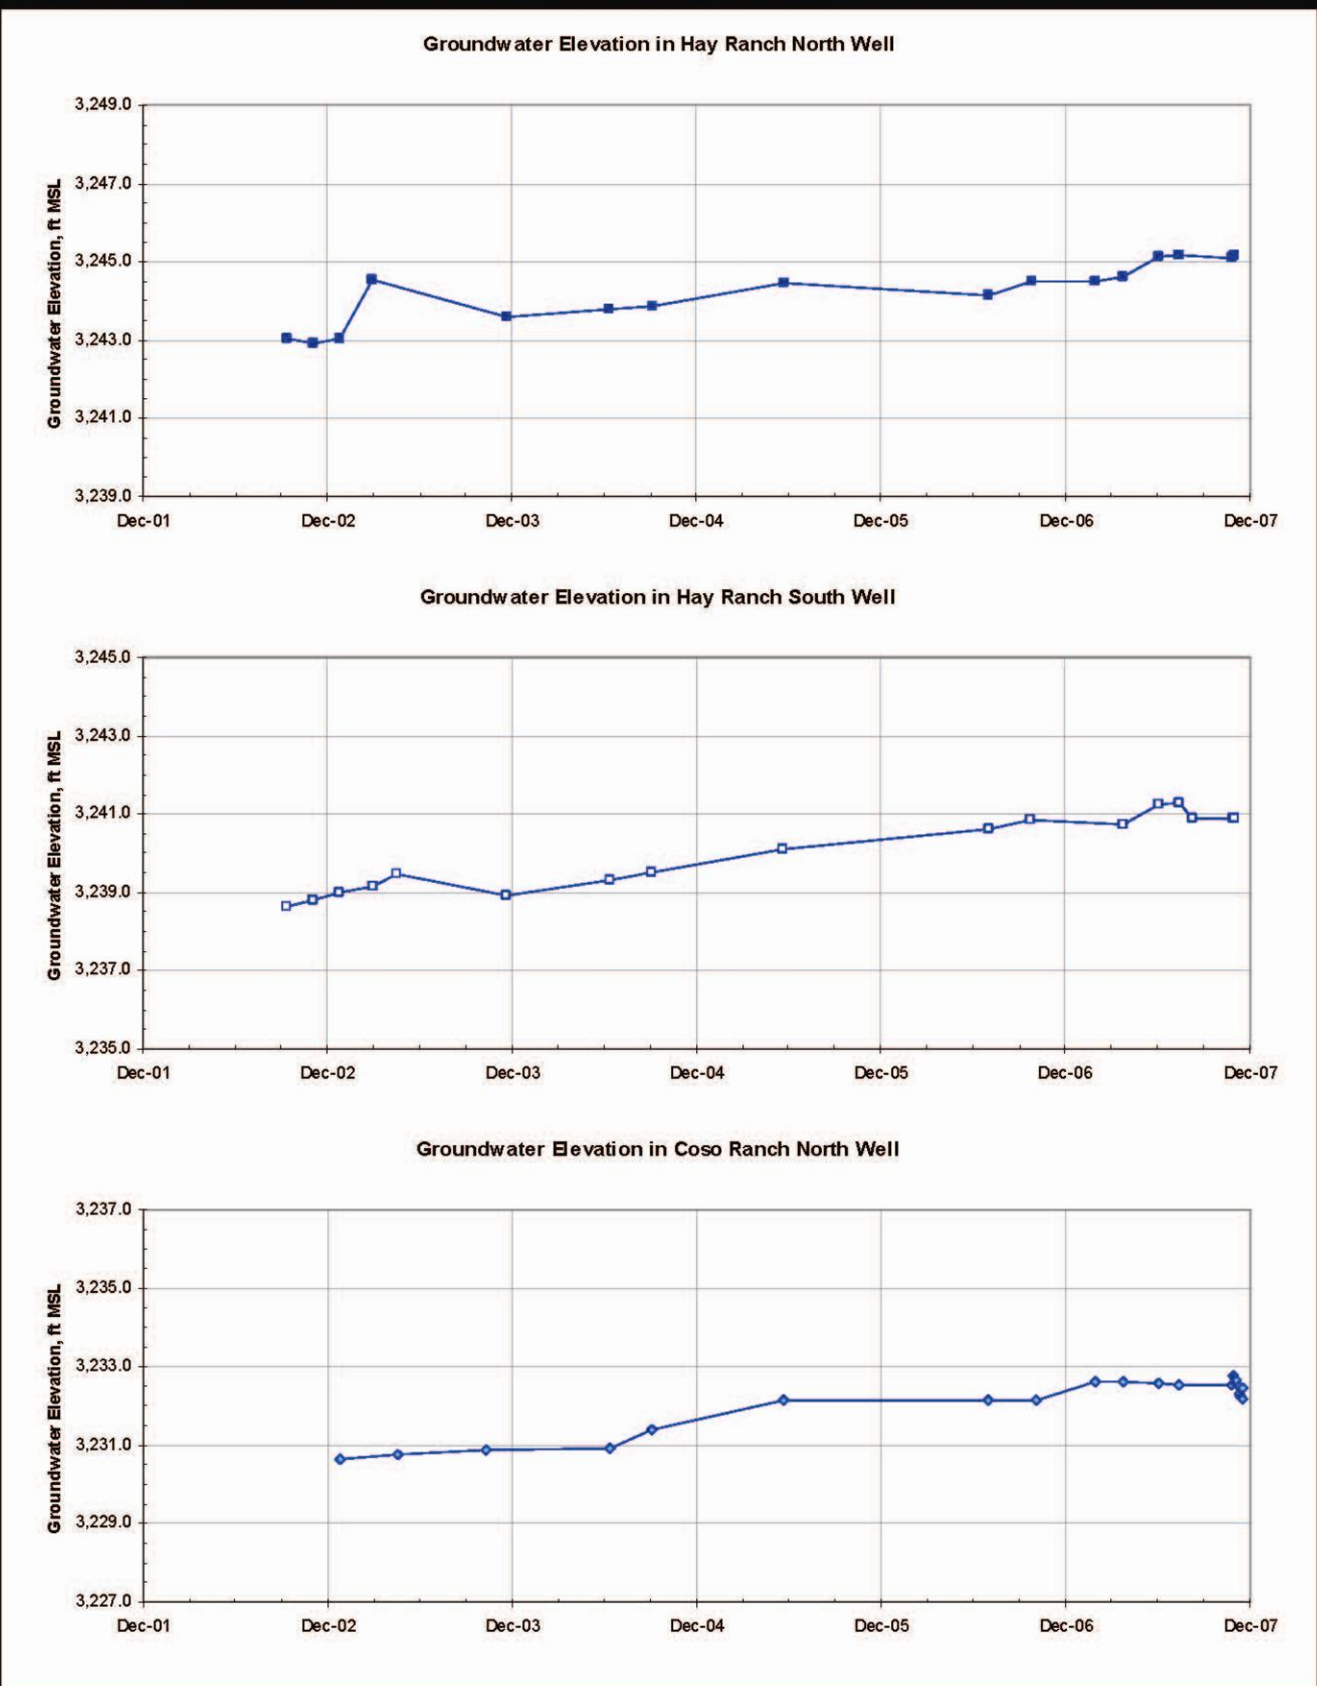 Groundwater Elevation in Hay Ranch North Well
Groundwater Elevation, ft MSL
3,249.0
3,247.0
3,245.0
3,243.0
3,241.0
3,239.0
Dec-01 Dec-02 Dec-03 Dec-04 Dec-05 Dec-06 Dec-07
Groundwater Elevation in Hay Ranch South Well
Groundwater Elevation, ft MSL
3,245.0
3,243.0
3,241.0
3,239.0
3,237.0
3,235.0
Dec-01 Dec-02 Dec-03 Dec-04 Dec-05 Dec-06 Dec-07
Groundwater Elevation in Coso Ranch North Well
Groundwater Elevation, ft MSL
3,237.0
3,235.0
3,233.0
3,231.0
3,229.0
3,227.0
Dec-01 Dec-02 Dec-03 Dec-04 Dec-05 Dec-06 Dec-07